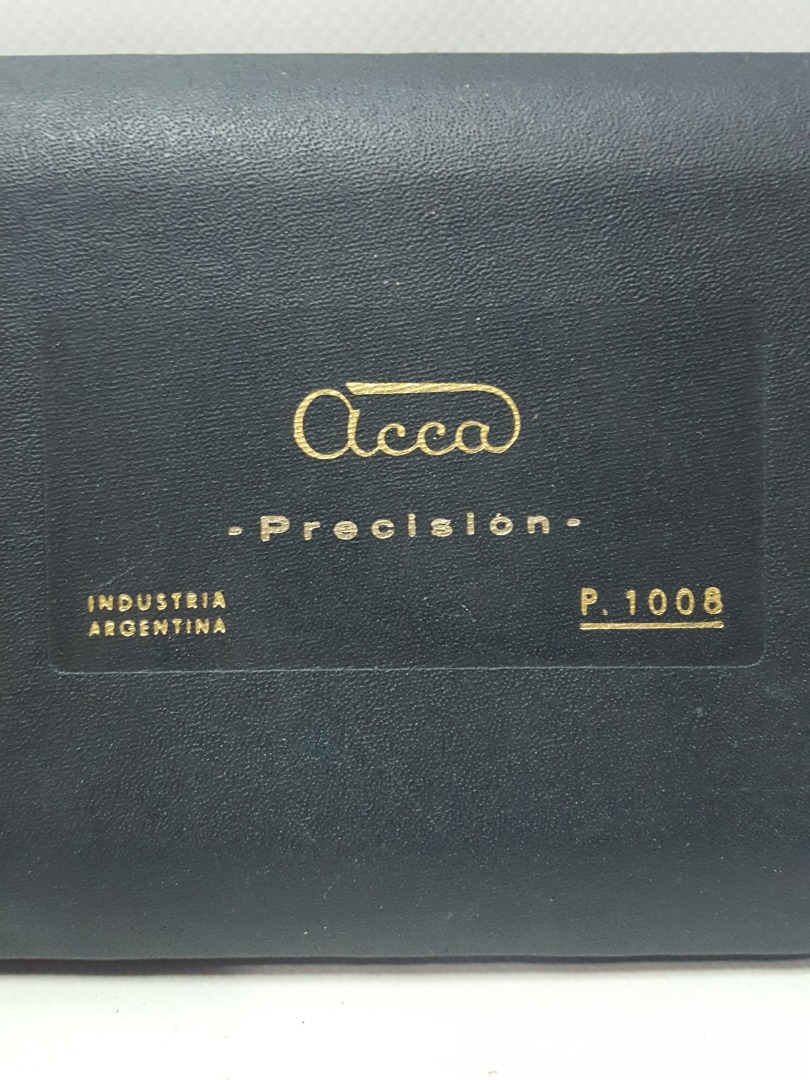 acca
-Precisión-
INDUSTRIA
ARGENTINA
P. 1008